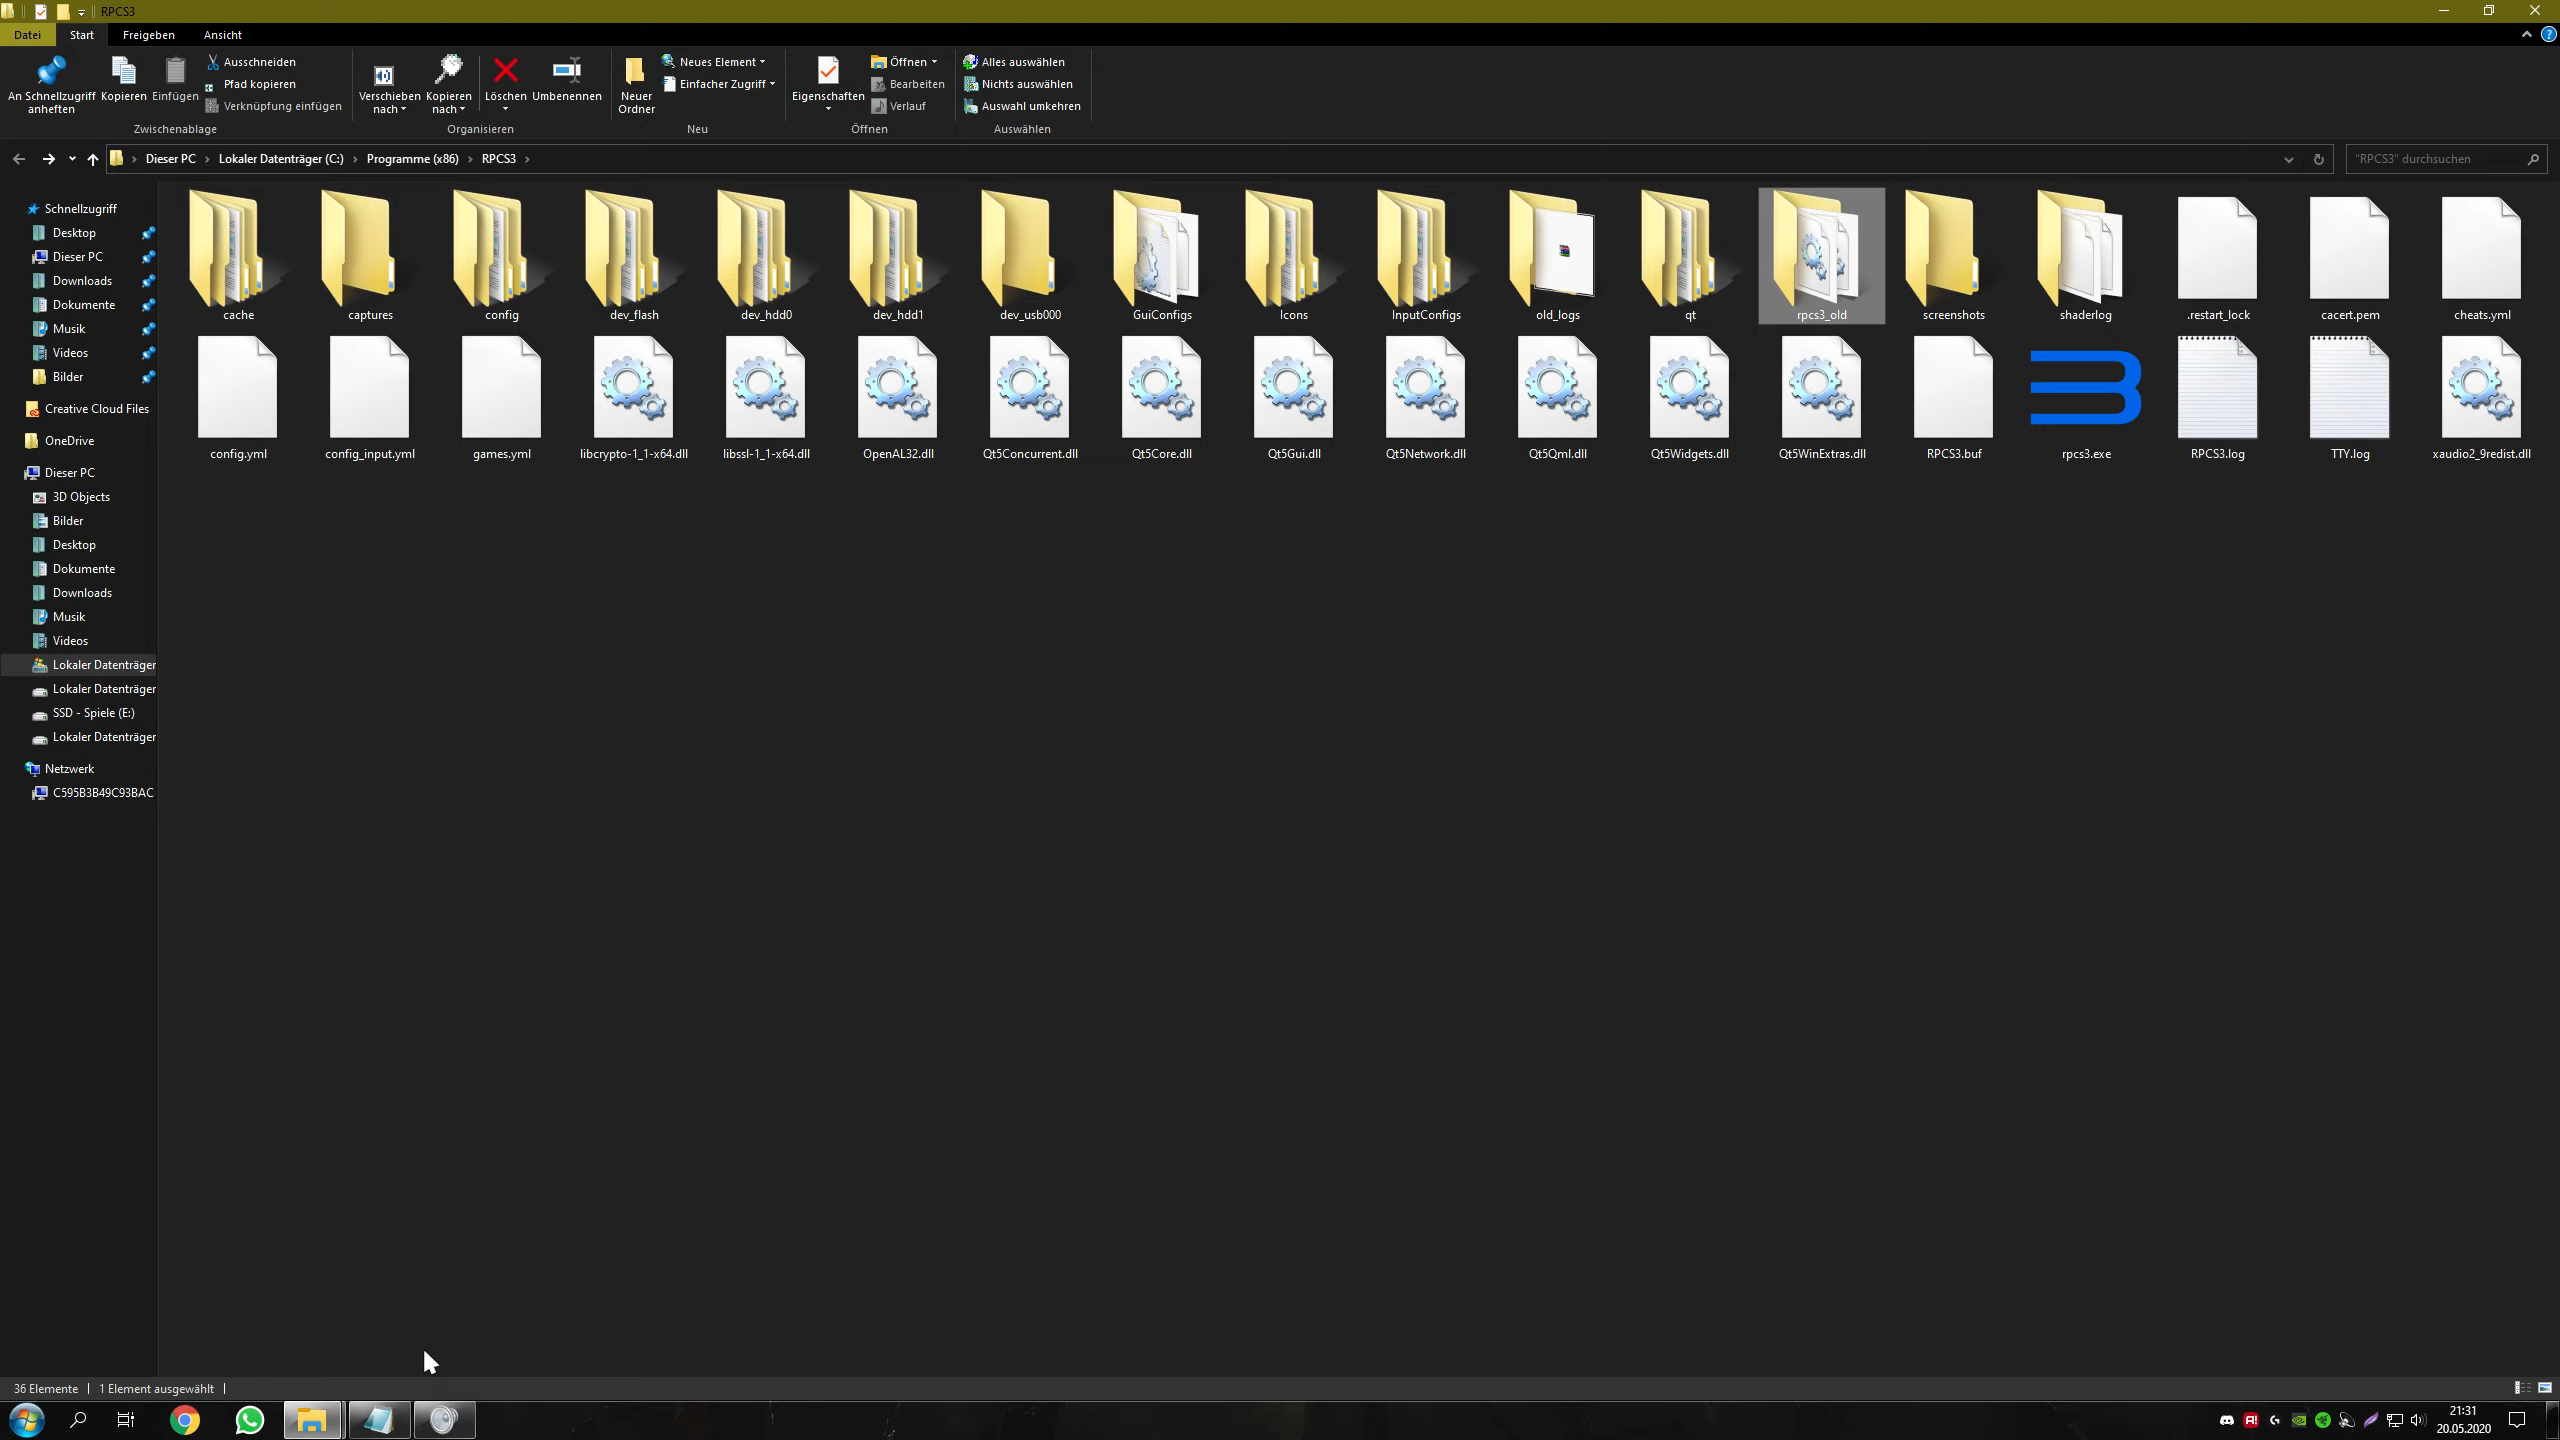 RPCS3
Datei Start Freigeben Ansicht
An Schnellzugriff anheften
Kopieren
Einfügen
Ausschneiden
Pfad kopieren
Verknüpfung einfügen
Zwischenablage
Verschieben nach
Kopieren nach
Löschen
Umbenennen
Organisieren
Neuer Ordner
Neues Element
Einfacher Zugriff
Neu
Eigenschaften
Öffnen
Bearbeiten
Verlauf
Öffnen
Alles auswählen
Nichts auswählen
Auswahl umkehren
Auswählen
Dieser PC › Lokaler Datenträger (C:) › Programme (x86) › RPCS3 ›
"RPCS3" durchsuchen
Schnellzugriff
Desktop
Dieser PC
Downloads
Dokumente
Musik
Videos
Bilder
Creative Cloud Files
OneDrive
Dieser PC
3D Objects
Bilder
Desktop
Dokumente
Downloads
Musik
Videos
Lokaler Datenträger
Lokaler Datenträger
SSD - Spiele (E:)
Lokaler Datenträger
Netzwerk
C595B3B49C93BAC
cache captures config dev_flash dev_hdd0 dev_hdd1 dev_usb000 GuiConfigs Icons InputConfigs old_logs qt rpcs3_old screenshots shaderlog .restart_lock cacert.pem cheats.yml
config.yml config_input.yml games.yml libcrypto-1_1-x64.dll libssl-1_1-x64.dll OpenAL32.dll Qt5Concurrent.dll Qt5Core.dll Qt5Gui.dll Qt5Network.dll Qt5Qml.dll Qt5Widgets.dll Qt5WinExtras.dll RPCS3.buf rpcs3.exe RPCS3.log TTY.log xaudio2_9redist.dll
36 Elemente 1 Element ausgewählt
21:31
20.05.2020